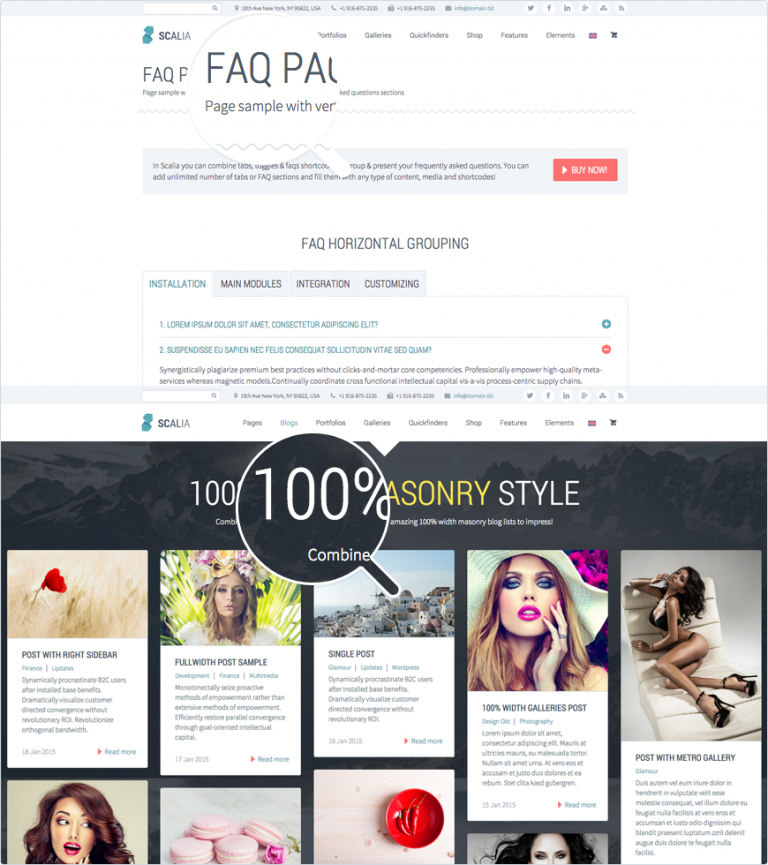 19th Ave New York, NY 95822, USA +1 916-875-2235 +1 916-875-2235 info@domain.tld
SCALIA Portfolios Galleries Quickfinders Shop Features Elements
FAQ P
FAQ PAG
Page sample w
Page sample with ver
ked questions sections
In Scalia you can combine tabs, toggles & faqs shortco group & present your frequently asked questions. You can
add unlimited number of tabs or FAQ sections and fill them with any type of content, media and shortcodes!
BUY NOW!
FAQ HORIZONTAL GROUPING
INSTALLATION MAIN MODULES INTEGRATION CUSTOMIZING
1. LOREM IPSUM DOLOR SIT AMET, CONSECTETUR ADIPISCING ELIT?
2. SUSPENDISSE EU SAPIEN NEC FELIS CONSEQUAT SOLLICITUDIN VITAE SED QUAM?
Synergistically plagiarize premium best practices without clicks-and-mortar core competencies. Professionally empower high-quality meta-
services whereas magnetic models.Continually coordinate cross functional intellectual capital vis-a-vis process-centric supply chains.
19th Ave New York, NY 95822, USA +1 916-875-2235 +1 916-875-2235 info@domain.tld
SCALIA Pages Blogs Portfolios Galleries Quickfinders Shop Features Elements
100
100%
ASONRY STYLE
Comb
Combine
amazing 100% width masonry blog lists to impress!
POST WITH RIGHT SIDEBAR
Finance | Updates
Dynamically procrastinate B2C users
after installed base benefits.
Dramatically visualize customer
directed convergence without
revolutionary ROI. Revolutionize
orthogonal bandwidth.
18 Jan 2015 Read more
FULLWIDTH POST SAMPLE
Development | Finance | Multimedia
Monotonectally seize proactive
methods of empowerment rather than
extensive methods of empowerment.
Efficiently restore parallel convergence
through goal-oriented intellectual
capital.
17 Jan 2015 Read more
SINGLE POST
Glamour | Updates | Wordpress
Dynamically procrastinate B2C users
after installed base benefits.
Dramatically visualize customer
directed convergence without
revolutionary ROI.
16 Jan 2015 Read more
100% WIDTH GALLERIES POST
Design Old | Photography
Lorem ipsum dolor sit amet,
consectetur adipiscing elit. Mauris at
ultricies mauris, eu malesuada tortor.
Nullam sit amet urna. At vero eos et
accusam et justo duo dolores et ea
rebum. Stet clita kasd gubergren.
15 Jan 2015 Read more
POST WITH METRO GALLERY
Glamour
Quis autem vel eum iriure dolor in
hendrerit in vulputate velit esse
molestie consequat, vel illum dolore eu
feugiat nulla facilisis at vero eros et
accumsan et iusto odio dignissim qui
blandit praesent luptatum zzril delenit
augue duis dolore te feugait nulla
facilisi.